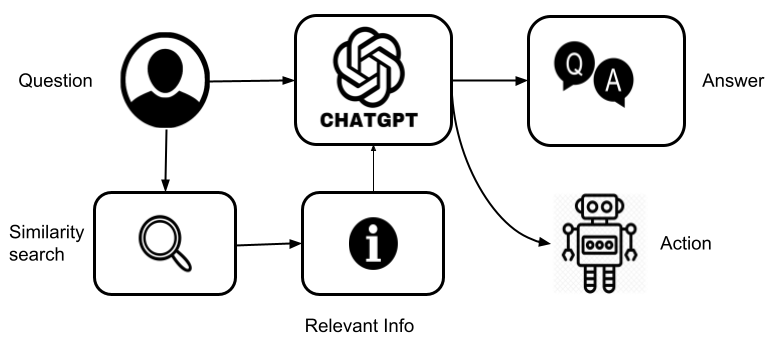 Question
CHATGPT
Q
A
Answer
Similarity
search
i
Action
Relevant Info